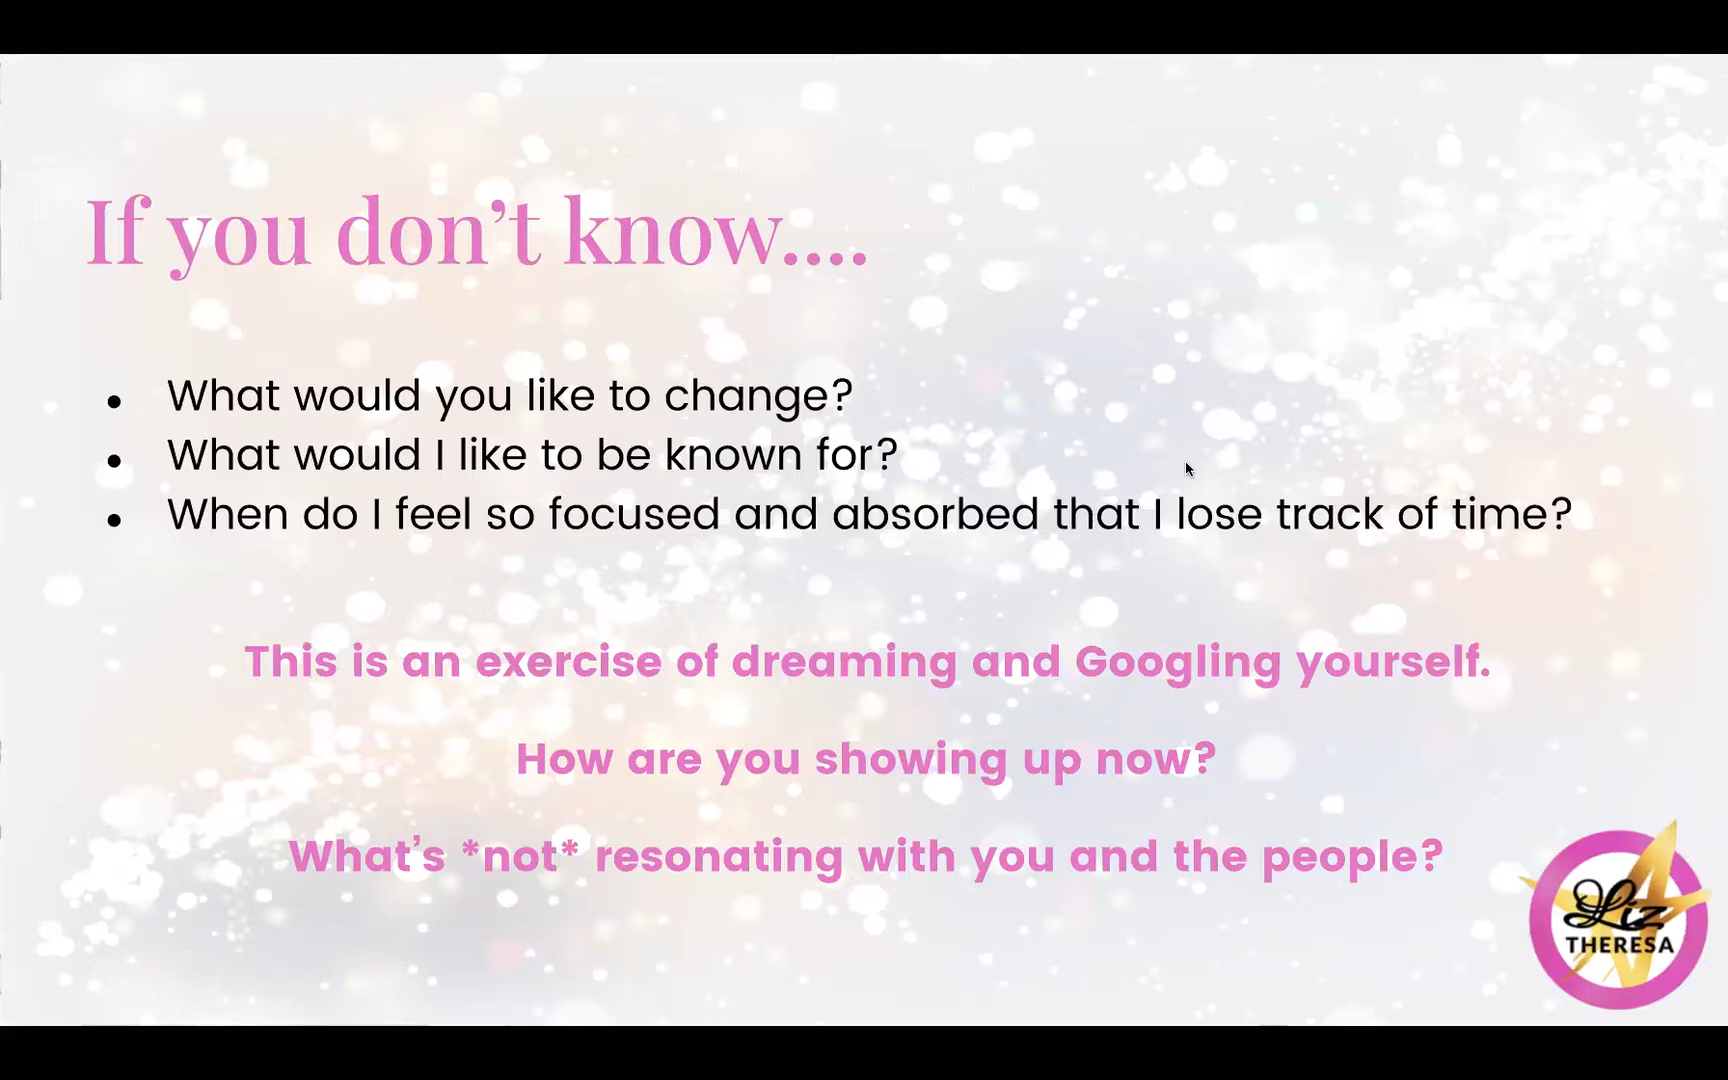 If you don’t know....
What would you like to change?
What would I like to be known for?
When do I feel so focused and absorbed that I lose track of time?
This is an exercise of dreaming and Googling yourself.
How are you showing up now?
What’s *not* resonating with you and the people?
Liz
THERESA